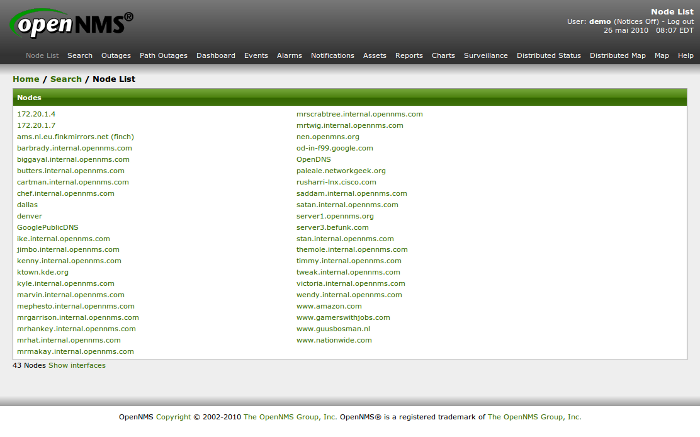 openNMS®
Node List
User: demo (Notices Off) - Log out
26 mai 2010 08:07 EDT
Node List Search Outages Path Outages Dashboard Events Alarms Notifications Assets Reports Charts Surveillance Distributed Status Distributed Map Map Help
Home / Search / Node List
Nodes
172.20.1.4
172.20.1.7
ams.nl.eu.finkmirrors.net (finch)
barbrady.internal.opennms.com
biggayal.internal.opennms.com
butters.internal.opennms.com
cartman.internal.opennms.com
chef.internal.opennms.com
dallas
denver
GooglePublicDNS
ike.internal.opennms.com
jimbo.internal.opennms.com
kenny.internal.opennms.com
ktown.kde.org
kyle.internal.opennms.com
marvin.internal.opennms.com
mephesto.internal.opennms.com
mrgarrison.internal.opennms.com
mrhankey.internal.opennms.com
mrhat.internal.opennms.com
mrmakay.internal.opennms.com
mrscrabtree.internal.opennms.com
mrtwig.internal.opennms.com
nen.openmns.org
od-in-f99.google.com
OpenDNS
paleale.networkgeek.org
rusharri-lnx.cisco.com
saddam.internal.opennms.com
satan.internal.opennms.com
server1.opennms.org
server3.befunk.com
stan.internal.opennms.com
themole.internal.opennms.com
timmy.internal.opennms.com
tweak.internal.opennms.com
victoria.internal.opennms.com
wendy.internal.opennms.com
www.amazon.com
www.gamerswithjobs.com
www.guusbosman.nl
www.nationwide.com
43 Nodes Show interfaces
OpenNMS Copyright © 2002-2010 The OpenNMS Group, Inc. OpenNMS® is a registered trademark of The OpenNMS Group, Inc.